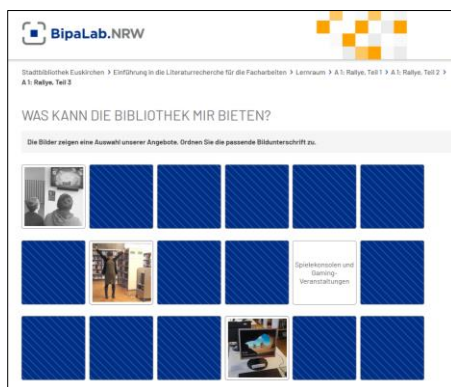 BipaLab.NRW
Stadtbibliothek Euskirchen > Einführung in die Literaturrecherche für die Facharbeiten > Lernraum > A 1: Rallye, Teil 1 > A 1: Rallye, Teil 2 >
A 1: Rallye, Teil 3
WAS KANN DIE BIBLIOTHEK MIR BIETEN?
Die Bilder zeigen eine Auswahl unserer Angebote. Ordnen Sie die passende Bildunterschrift zu.
Spielekonsolen und
Gaming-
Veranstaltungen